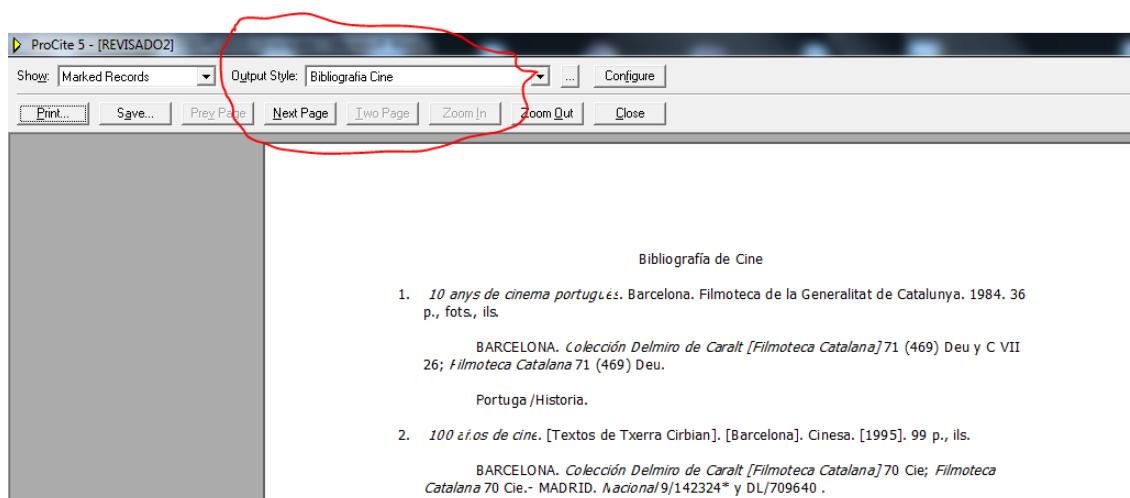 ProCite 5 - [REVISADO2]
Show: Marked Records Output Style: Bibliografia Cine ... Configure
Print... Save... Prev Page Next Page Two Page Zoom In Zoom Out Close
Bibliografía de Cine
1. 10 anys de cinema portugués. Barcelona. Filmoteca de la Generalitat de Catalunya. 1984. 36
p., fots., ils.
BARCELONA. Colección Delmiro de Caralt [Filmoteca Catalana] 71 (469) Deu y C VII
26; Filmoteca Catalana 71 (469) Deu.
Portuga /Historia.
2. 100 años de cine. [Textos de Txerra Cirbian]. [Barcelona]. Cinesa. [1995]. 99 p., ils.
BARCELONA. Colección Delmiro de Caralt [Filmoteca Catalana] 70 Cie; Filmoteca
Catalana 70 Cie.- MADRID. Nacional 9/142324* y DL/709640 .